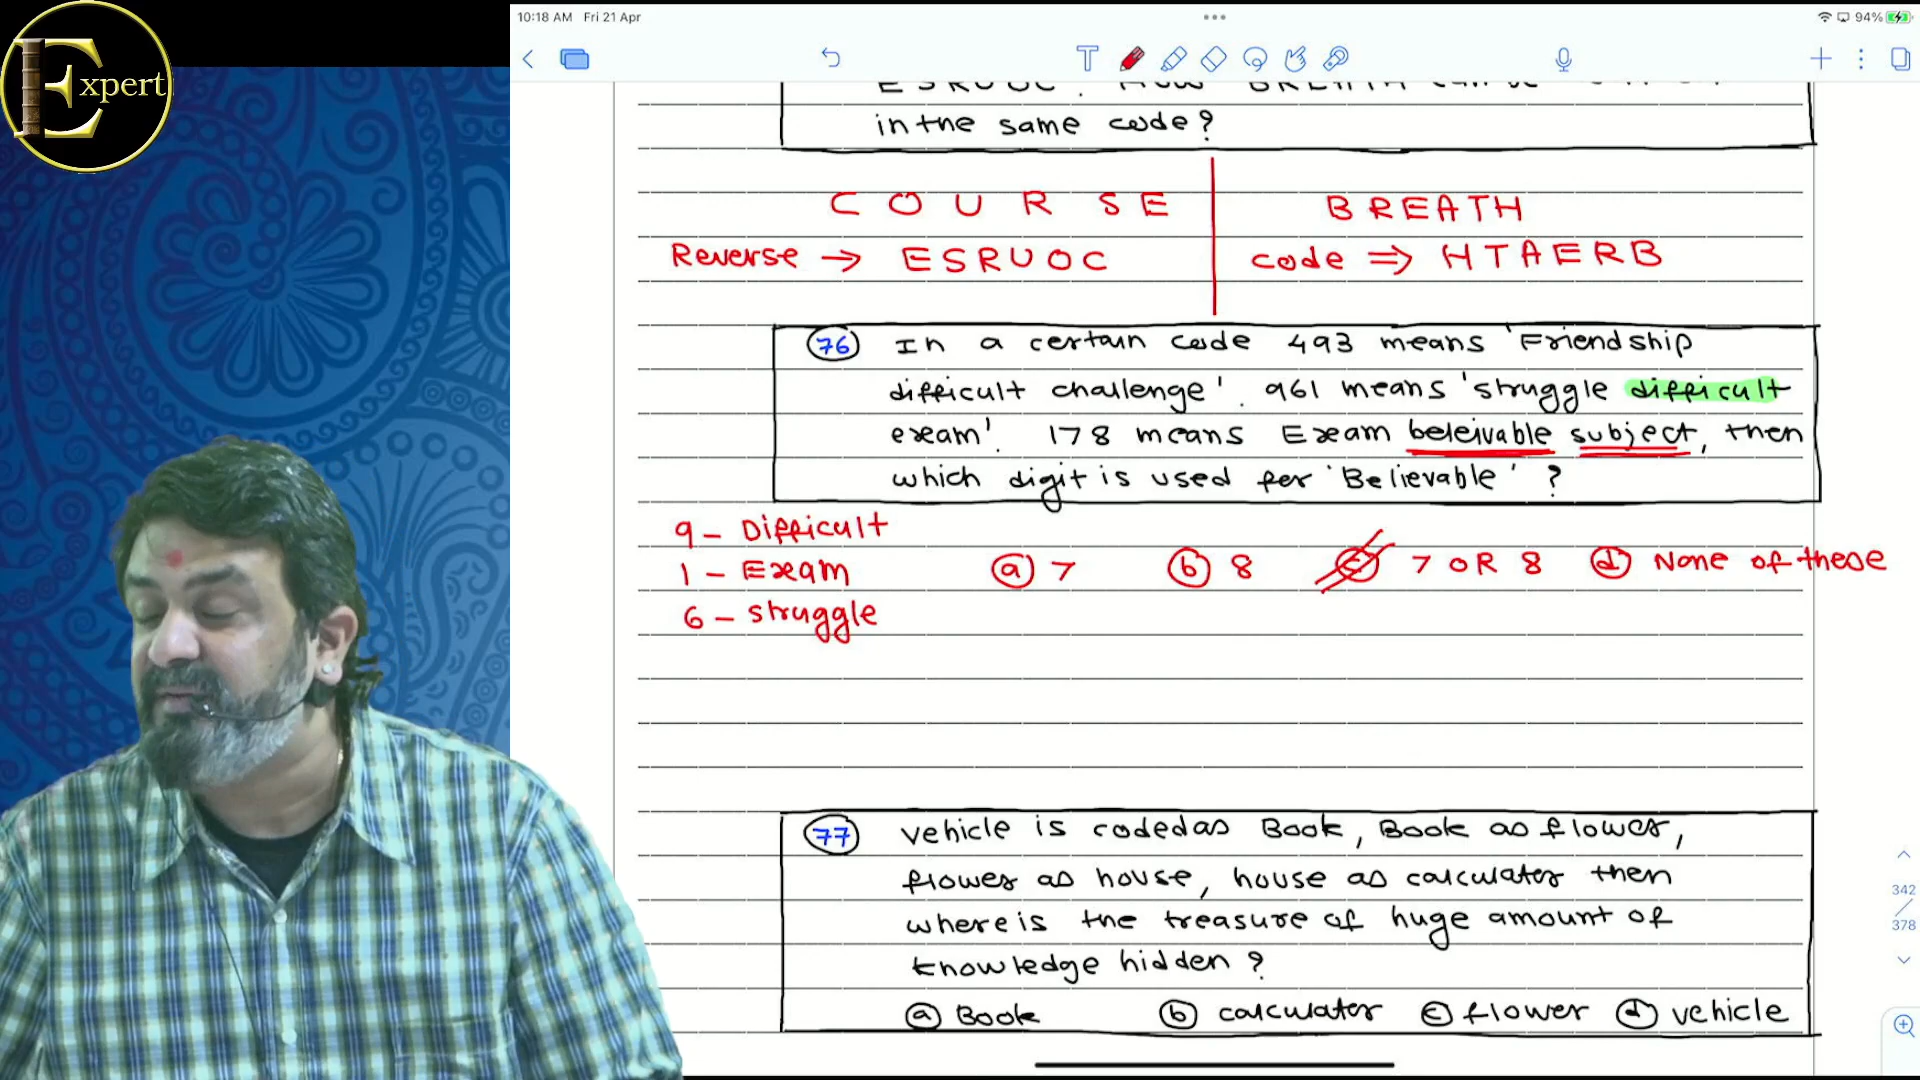 Expert
10:18 AM Fri 21 Apr
94%
in the same code?
C O U R S E
BREATH
Reverse → ESRUOC
code ⇒ HTAERB
76 In a certain code 493 means 'Friendship
difficult challenge'. 961 means 'struggle difficult
exam'. 178 means Exam beleivable subject, then
which digit is used for 'Believable' ?
9 - Difficult
1 - Exam
6 - struggle
a 7 b 8 c 7 OR 8 d None of these
77 vehicle is coded as Book, Book as flower,
flower as house, house as calculator then
where is the treasure of huge amount of
knowledge hidden ?
a Book b calculator c flower d vehicle
342
378